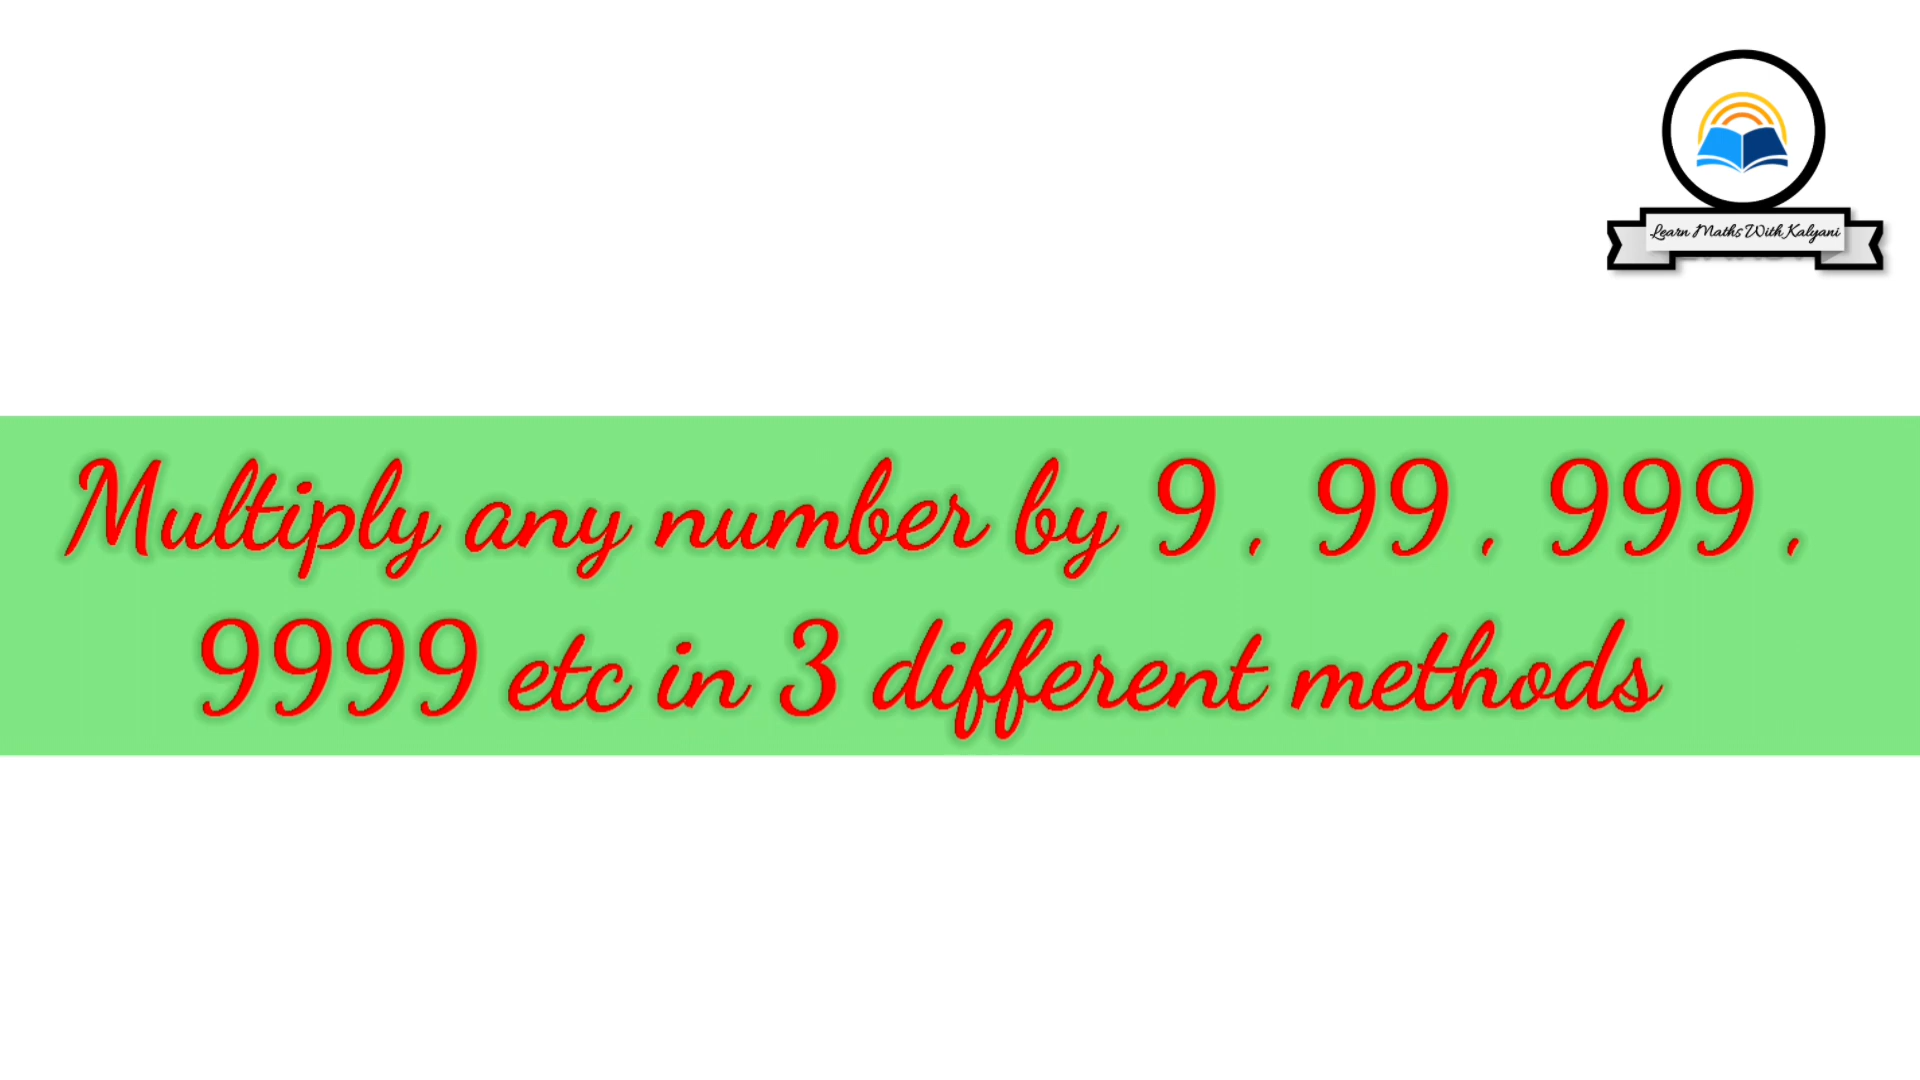 Learn Maths With Kalyani
Multiply any number by 9 , 99 , 999 ,
9999 etc in 3 different methods